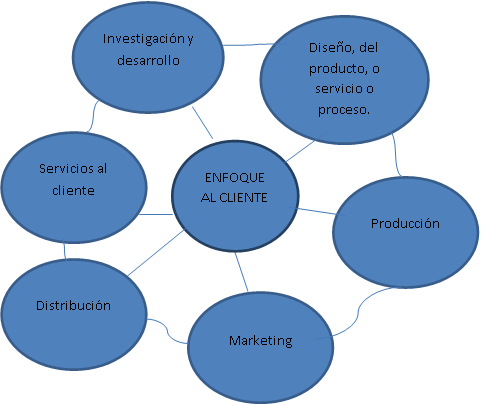 Investigación y
desarrollo
Diseño, del
producto, o
servicio o
proceso.
Servicios al
cliente
ENFOQUE
AL CLIENTE
Producción
Distribución
Marketing